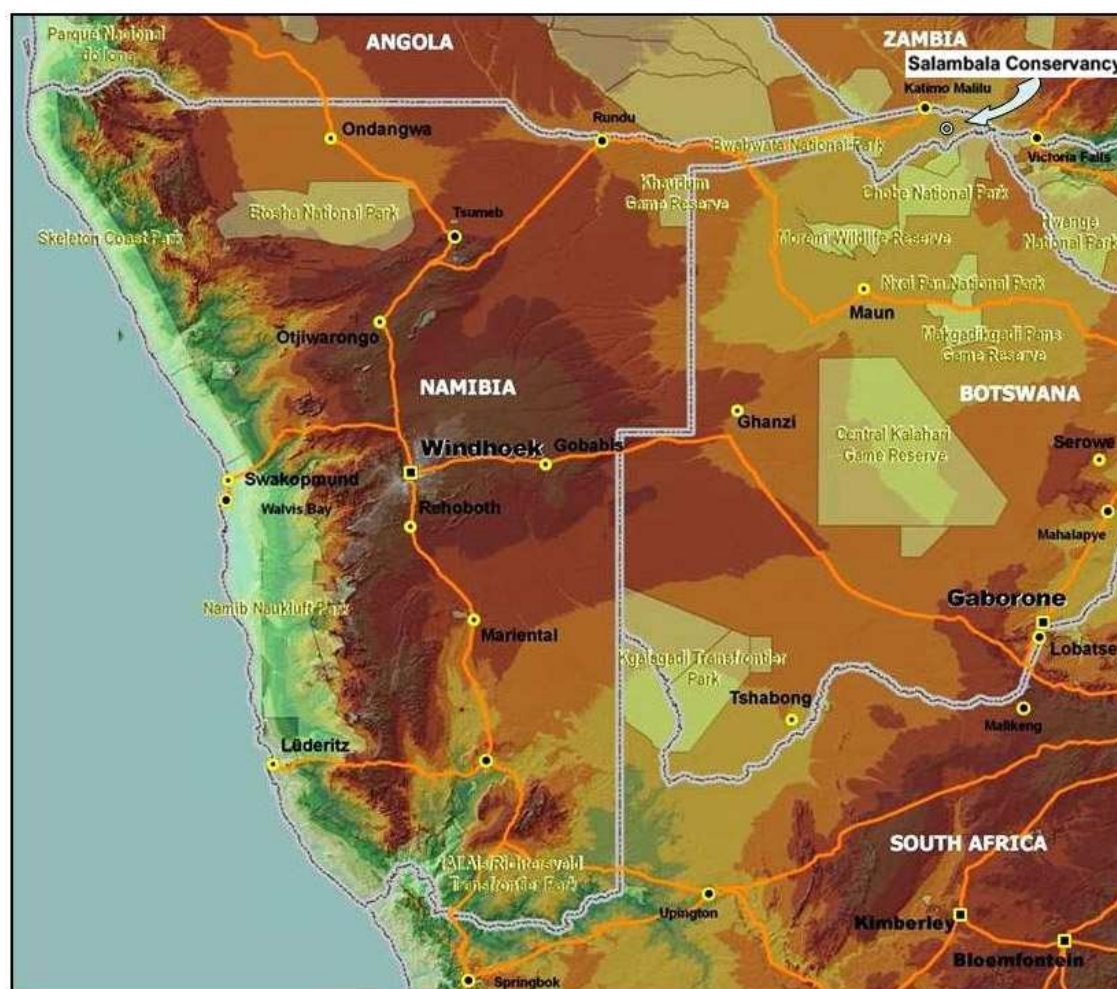 Parque Nacional
do Iona
ANGOLA
ZAMBIA
Salambala Conservancy
Katimo Malilu
Ondangwa
Rundu
Bwabwata National Park
Victoria Falls
Khaudum
Game Reserve
Chobe National Park
Etosha National Park
Tsumeb
Hwange
National Park
Skeleton Coast Park
Moremi Wildlife Reserve
Nxai Pan National Park
Maun
Otjiwarongo
Makgadikgadi Pans
Game Reserve
NAMIBIA
BOTSWANA
Ghanzi
Windhoek
Gobabis
Central Kalahari
Game Reserve
Serowe
Swakopmund
Walvis Bay
Rehoboth
Mahalapye
Namib Naukluft Park
Gaborone
Mariental
Lobatse
Kgalagadi Transfrontier
Park
Tshabong
Mafikeng
Lüderitz
SOUTH AFRICA
|Ai-|Ais/Richtersveld
Transfrontier Park
Upington
Kimberley
Bloemfontein
Springbok